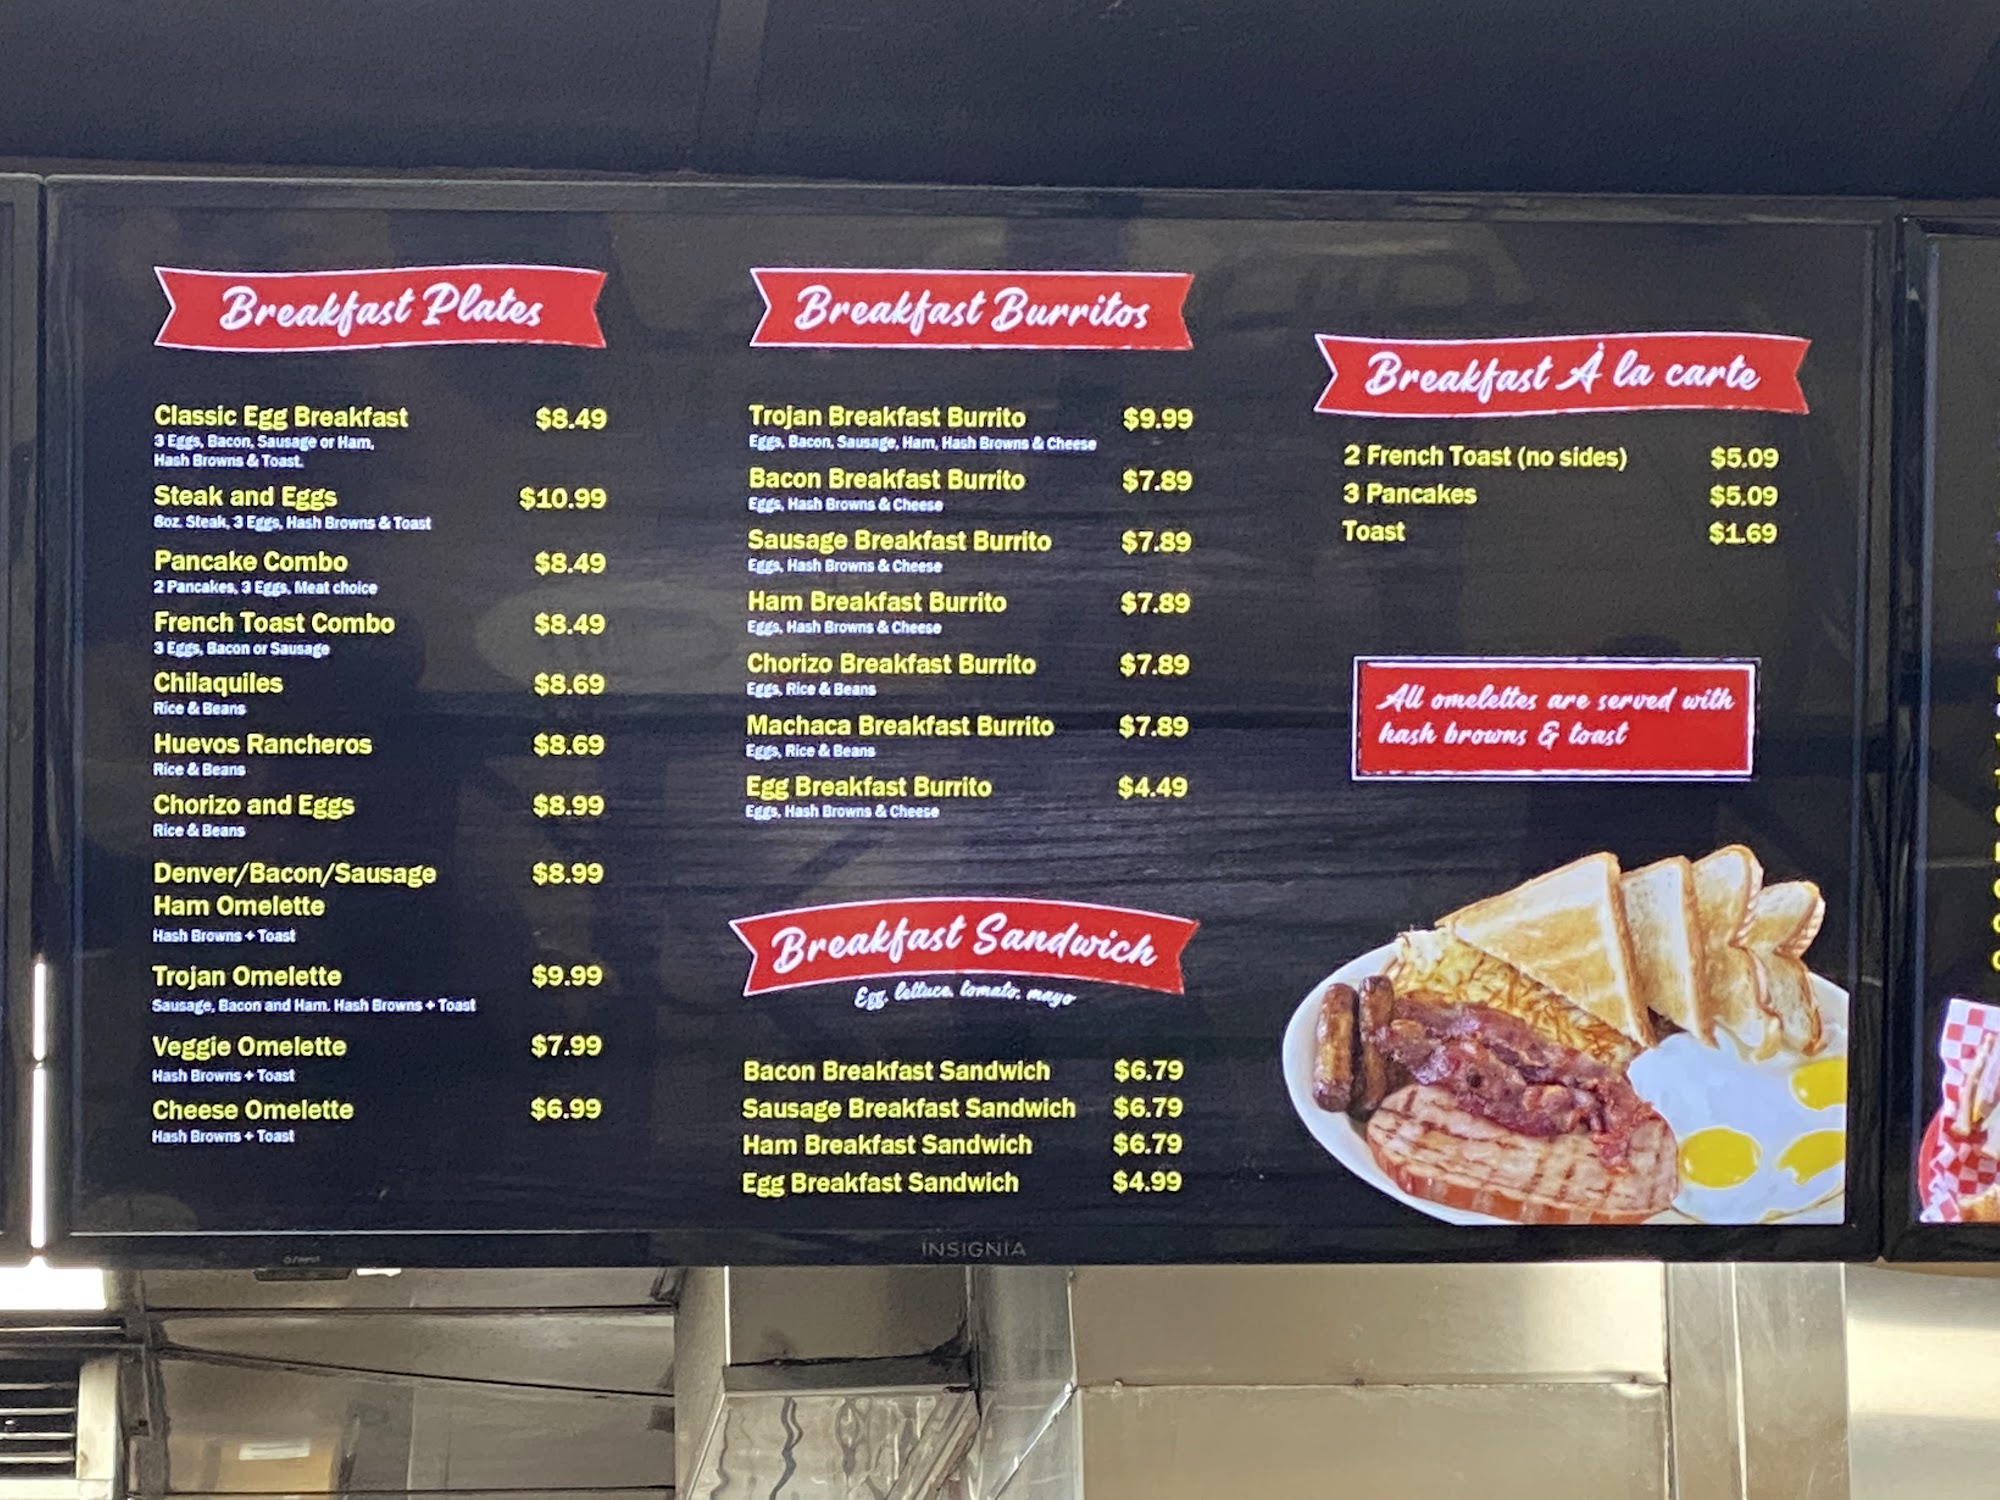 Breakfast Plates
Classic Egg Breakfast $8.49
3 Eggs, Bacon, Sausage or Ham,
Hash Browns & Toast.
Steak and Eggs $10.99
8oz. Steak, 3 Eggs, Hash Browns & Toast
Pancake Combo $8.49
2 Pancakes, 3 Eggs, Meat choice
French Toast Combo $8.49
3 Eggs, Bacon or Sausage
Chilaquiles $8.69
Rice & Beans
Huevos Rancheros $8.69
Rice & Beans
Chorizo and Eggs $8.99
Rice & Beans
Denver/Bacon/Sausage $8.99
Ham Omelette
Hash Browns + Toast
Trojan Omelette $9.99
Sausage, Bacon and Ham. Hash Browns + Toast
Veggie Omelette $7.99
Hash Browns + Toast
Cheese Omelette $6.99
Hash Browns + Toast
Breakfast Burritos
Trojan Breakfast Burrito $9.99
Eggs, Bacon, Sausage, Ham, Hash Browns & Cheese
Bacon Breakfast Burrito $7.89
Eggs, Hash Browns & Cheese
Sausage Breakfast Burrito $7.89
Eggs, Hash Browns & Cheese
Ham Breakfast Burrito $7.89
Eggs, Hash Browns & Cheese
Chorizo Breakfast Burrito $7.89
Eggs, Rice & Beans
Machaca Breakfast Burrito $7.89
Eggs, Rice & Beans
Egg Breakfast Burrito $4.49
Eggs, Hash Browns & Cheese
Breakfast Sandwich
Egg, lettuce, tomato, mayo
Bacon Breakfast Sandwich $6.79
Sausage Breakfast Sandwich $6.79
Ham Breakfast Sandwich $6.79
Egg Breakfast Sandwich $4.99
Breakfast À la carte
2 French Toast (no sides) $5.09
3 Pancakes $5.09
Toast $1.69
All omelettes are served with
hash browns & toast
INSIGNIA